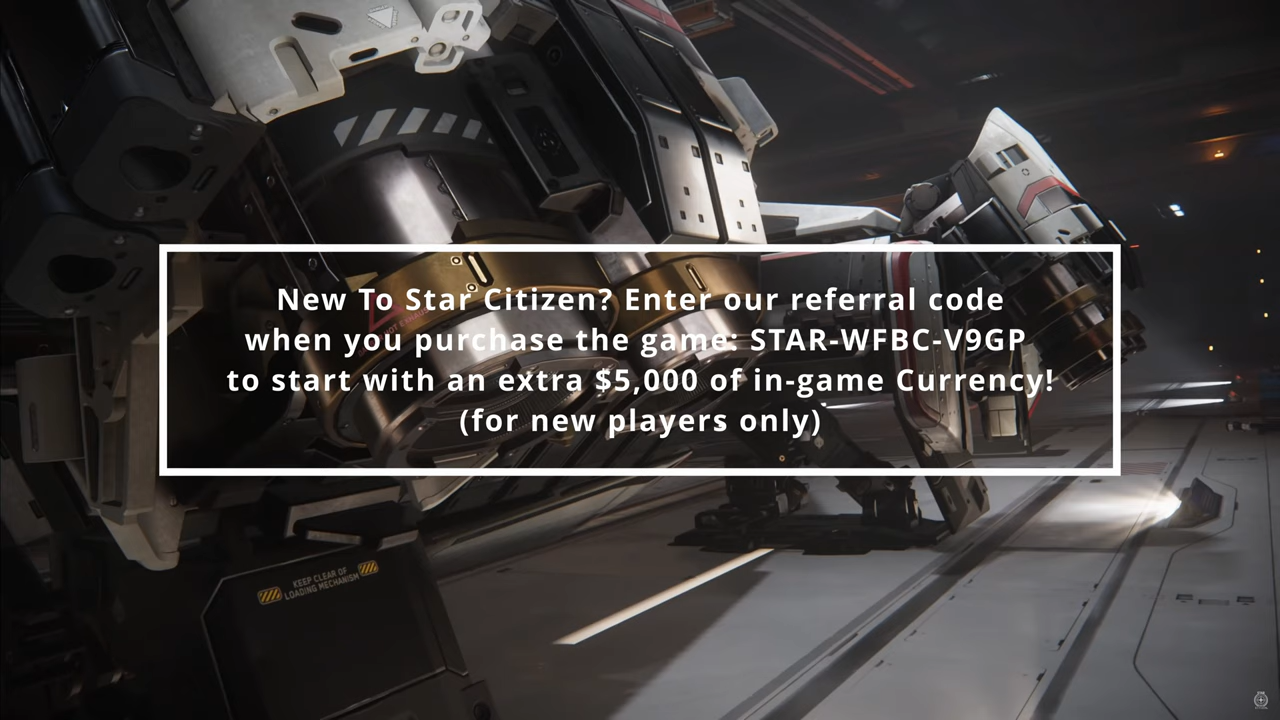 New To Star Citizen? Enter our referral code
when you purchase the game: STAR-WFBC-V9GP
to start with an extra $5,000 of in-game Currency!
(for new players only)
KEEP CLEAR OF
LOADING MECHANISM